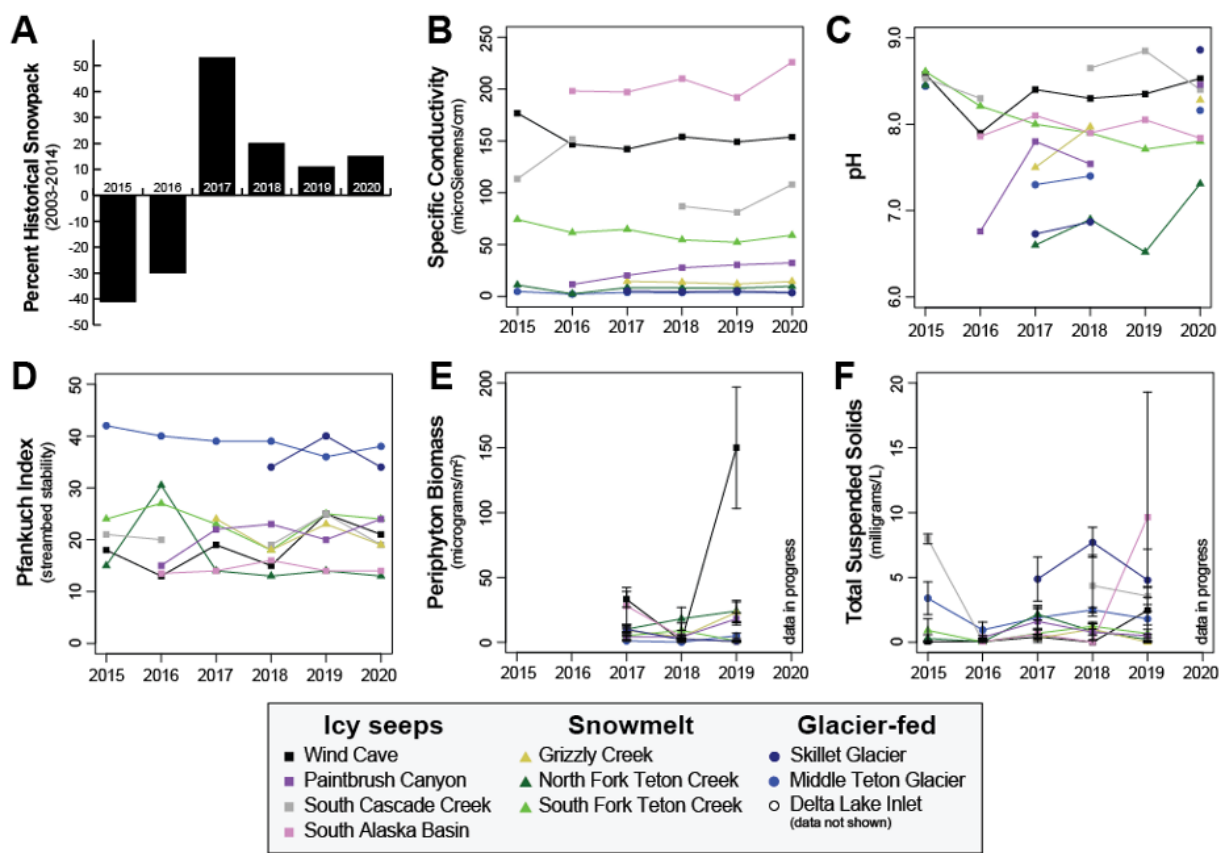 A
Percent Historical Snowpack
(2003-2014)
50
40
30
20
10
0
-10
-20
-30
-40
-50
2015 2016 2017 2018 2019 2020
B
Specific Conductivity
(microSiemens/cm)
250
200
150
100
50
0
2015 2016 2017 2018 2019 2020
C
pH
9.0
8.0
7.0
6.0
2015 2016 2017 2018 2019 2020
D
Pfankuch Index
(streambed stability)
50
40
30
20
10
0
2015 2016 2017 2018 2019 2020
E
Periphyton Biomass
(micrograms/m²)
200
150
100
50
0
data in progress
2015 2016 2017 2018 2019 2020
F
Total Suspended Solids
(milligrams/L)
20
15
10
5
0
data in progress
2015 2016 2017 2018 2019 2020
Icy seeps
Wind Cave
Paintbrush Canyon
South Cascade Creek
South Alaska Basin
Snowmelt
Grizzly Creek
North Fork Teton Creek
South Fork Teton Creek
Glacier-fed
Skillet Glacier
Middle Teton Glacier
Delta Lake Inlet
(data not shown)